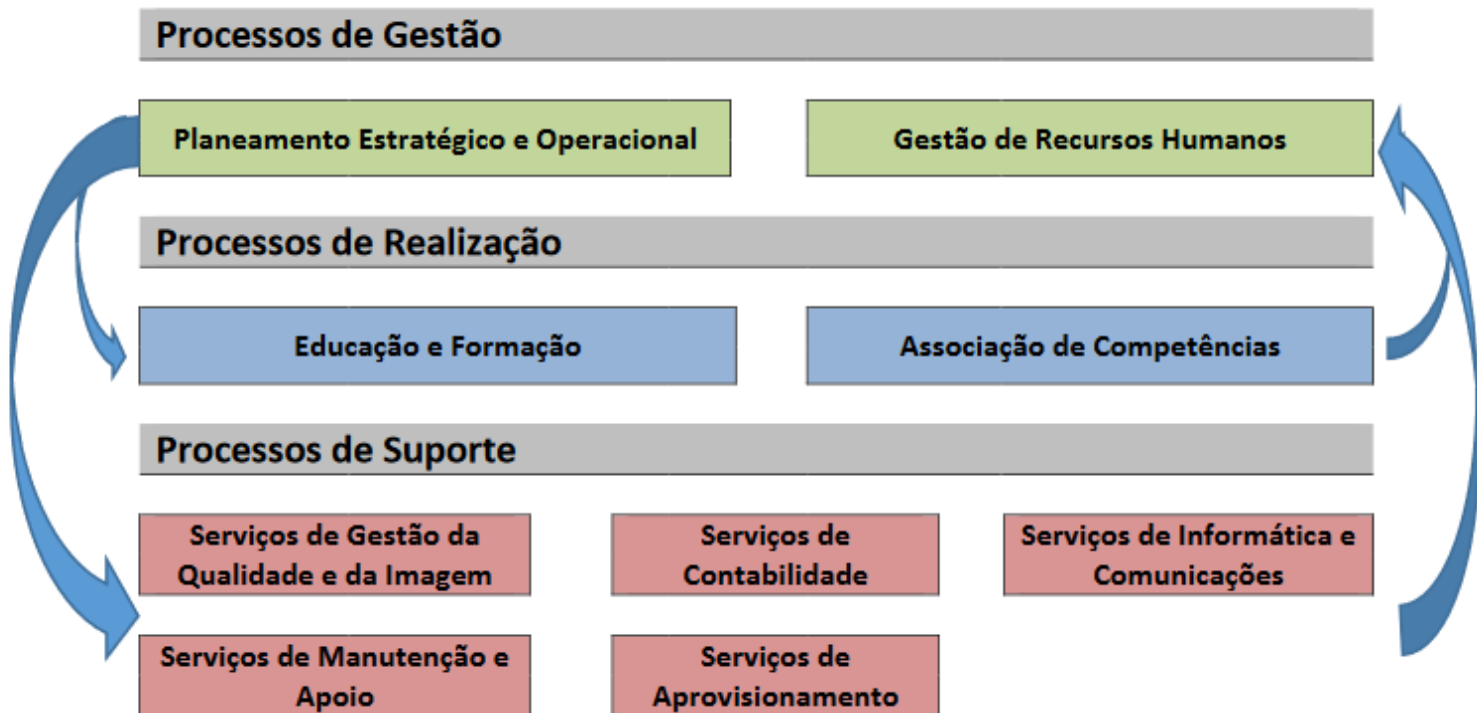 Processos de Gestão
Planeamento Estratégico e Operacional
Gestão de Recursos Humanos
Processos de Realização
Educação e Formação
Associação de Competências
Processos de Suporte
Serviços de Gestão da
Qualidade e da Imagem
Serviços de
Contabilidade
Serviços de Informática e
Comunicações
Serviços de Manutenção e
Apoio
Serviços de
Aprovisionamento